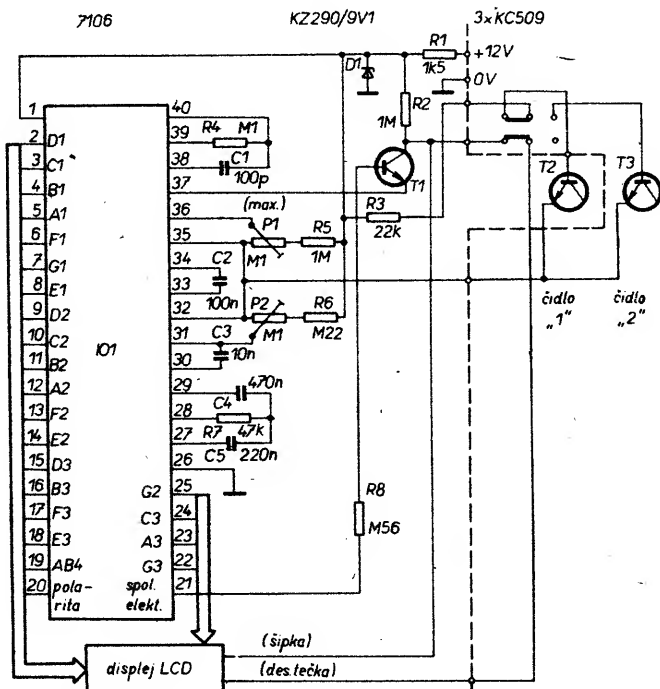 7106
KZ290/9V1
3xKC509
R1
1k5
+12V
0V
D1
R2
1M
T1
T2
T3
R3
22k
čidlo
„1"
čidlo
„2"
1
2
3
4
5
6
7
8
9
10
11
12
13
14
15
16
17
18
19
20
D1
C1
B1
A1
F1
G1
E1
D2
C2
B2
A2
F2
E2
D3
B3
F3
E3
AB4
pola-
rita
IO1
G2
C3
A3
G3
spol.
elekt.
40
39
38
37
36
35
34
33
32
31
30
29
28
27
26
25
24
23
22
21
R4
M1
C1
100p
(max.)
P1
M1
R5
1M
C2
100n
P2
M1
R6
M22
C3
10n
470n
C4
R7
47k
C5
220n
R8
M56
displej LCD
(šipka)
(des.tečka)